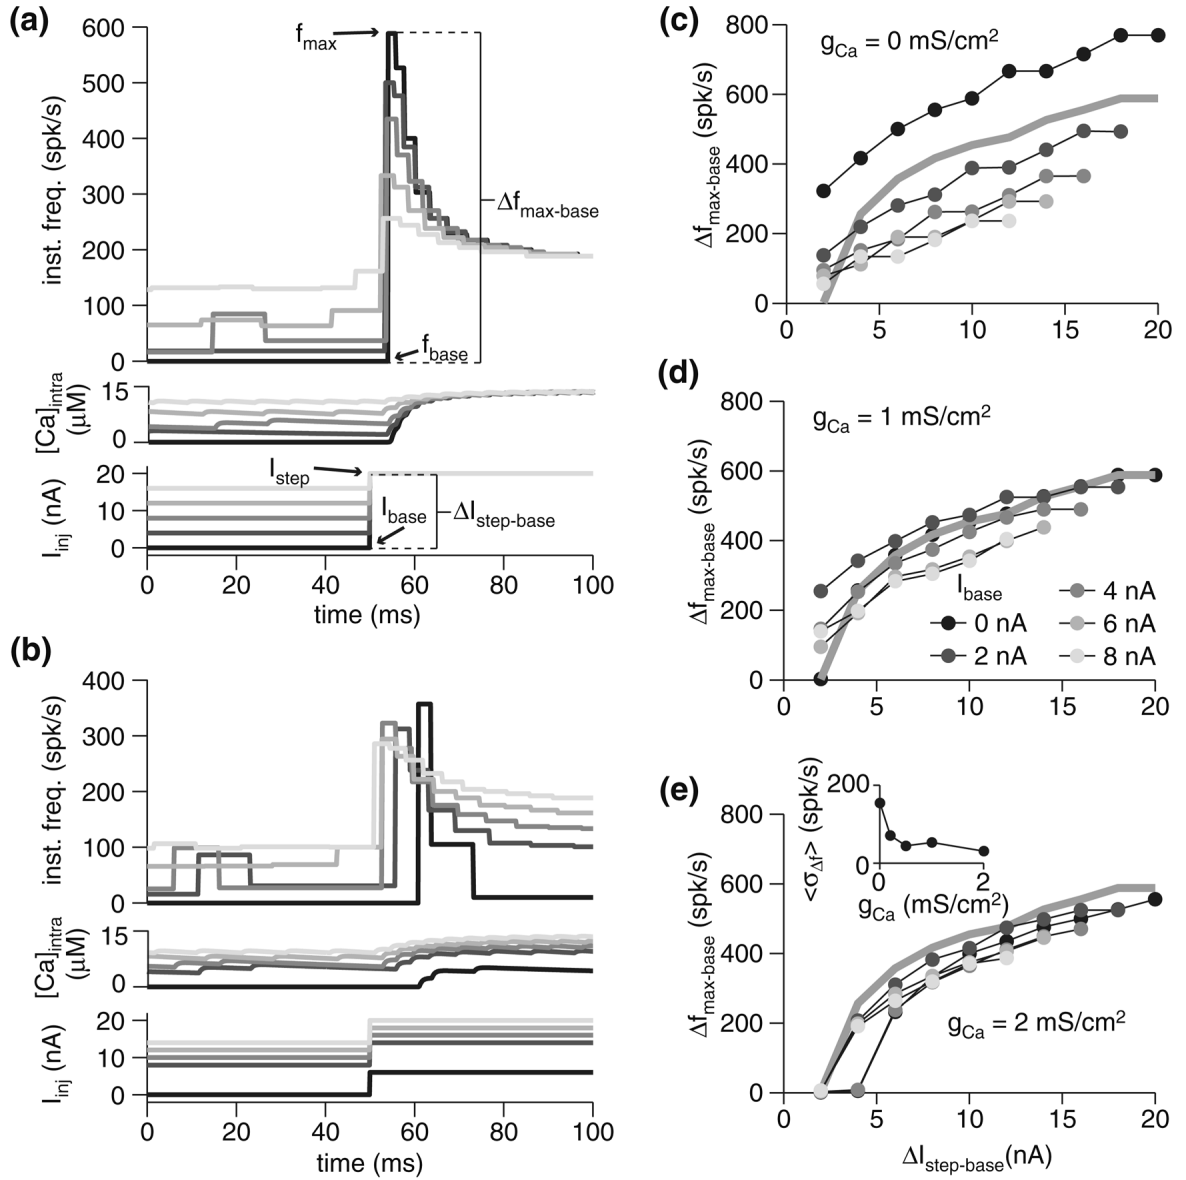 (a)
600
500
400
300
200
100
0
inst. freq. (spk/s)
fmax
fbase
Δfmax-base
15
0
[Ca]intra
(μM)
20
10
0
Iinj (nA)
Istep
Ibase
ΔIstep-base
0 20 40 60 80 100
time (ms)
(b)
400
300
200
100
0
inst. freq. (spk/s)
15
0
[Ca]intra
(μM)
20
10
0
Iinj (nA)
0 20 40 60 80 100
time (ms)
(c)
gCa = 0 mS/cm²
800
600
400
200
0
Δfmax-base (spk/s)
0 5 10 15 20
(d)
gCa = 1 mS/cm²
800
600
400
200
0
Δfmax-base (spk/s)
Ibase
0 nA
2 nA
4 nA
6 nA
8 nA
0 5 10 15 20
(e)
<σΔf> (spk/s)
200
0
0 2
gCa (mS/cm²)
800
600
400
200
0
Δfmax-base (spk/s)
gCa = 2 mS/cm²
0 5 10 15 20
ΔIstep-base(nA)